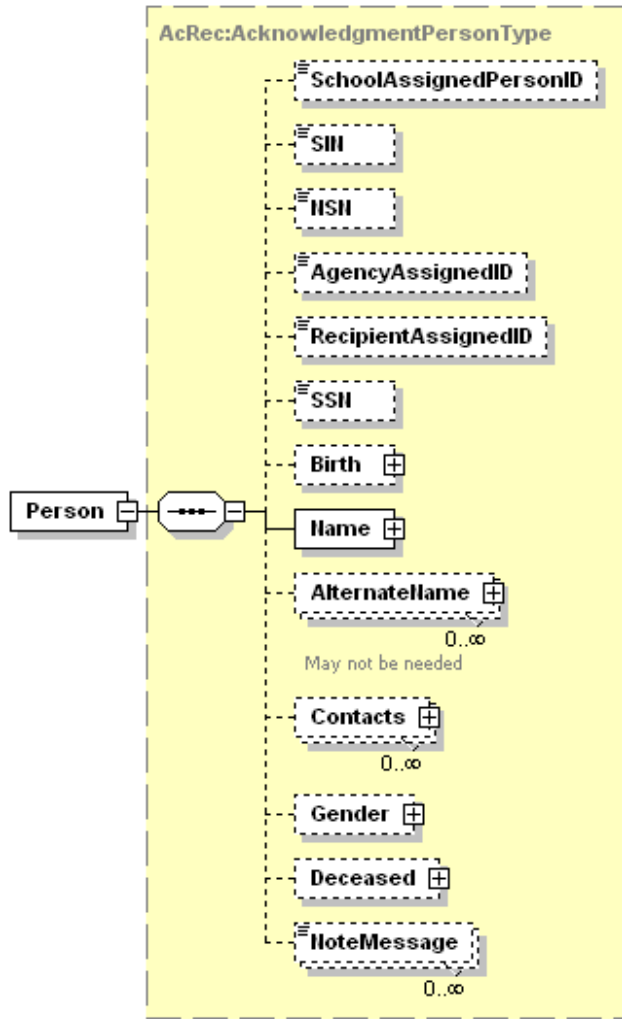 AcRec:AcknowledgmentPersonType
SchoolAssignedPersonID
SIN
NSN
AgencyAssignedID
RecipientAssignedID
SSN
Birth
Person
Name
AlternateName
0..∞
May not be needed
Contacts
0..∞
Gender
Deceased
NoteMessage
0..∞